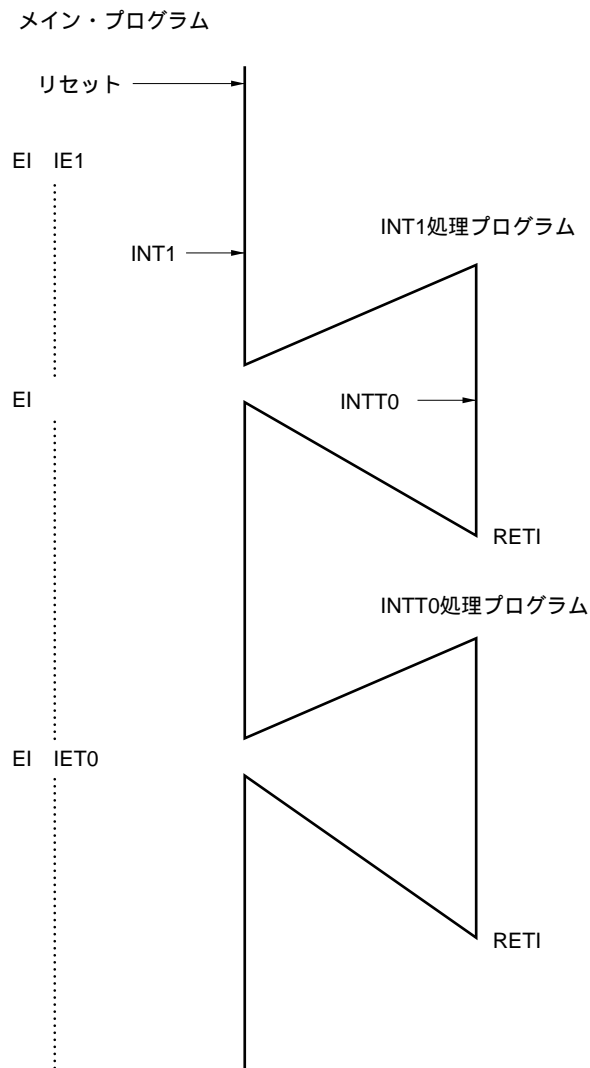 メイン・プログラム
リセット
EI IE1
INT1処理プログラム
INT1
EI
INTT0
RETI
INTT0処理プログラム
EI IET0
RETI